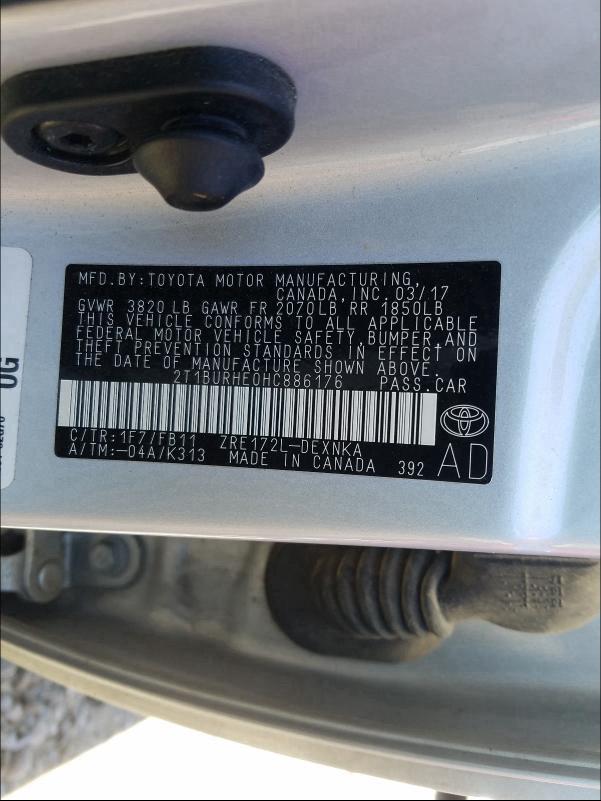 MFD.BY:TOYOTA MOTOR MANUFACTURING,
CANADA, INC. 03/17
GVWR 3820 LB GAWR FR 2070LB RR 1850LB
THIS VEHICLE CONFORMS TO ALL APPLICABLE
FEDERAL MOTOR VEHICLE SAFETY, BUMPER, AND
THEFT PREVENTION STANDARDS IN EFFECT ON
THE DATE OF MANUFACTURE SHOWN ABOVE.
2T1BURHE0HC886176 PASS.CAR
C/TR:1F7/FB11 ZRE172L-DEXNKA
A/TM:-04A/K313 MADE IN CANADA 392 AD
OG